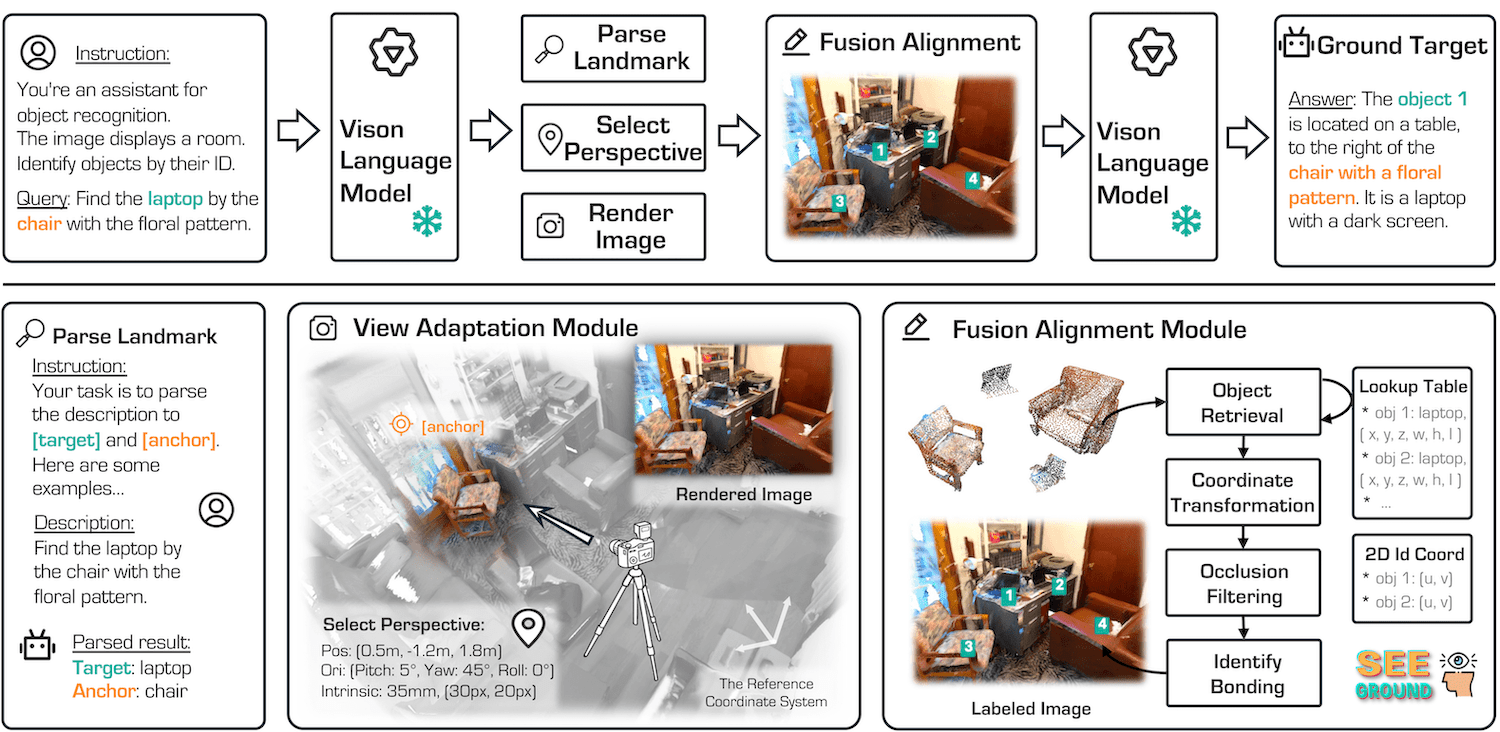 Instruction:
You're an assistant for
object recognition.
The image displays a room.
Identify objects by their ID.
Query: Find the laptop by the
chair with the floral pattern.
Vison
Language
Model
Parse
Landmark
Select
Perspective
Render
Image
Fusion Alignment
1
2
3
4
Vison
Language
Model
Ground Target
Answer: The object 1
is located on a table,
to the right of the
chair with a floral
pattern. It is a laptop
with a dark screen.
Parse Landmark
Instruction:
Your task is to parse
the description to
[target] and [anchor].
Here are some
examples...
Description:
Find the laptop by
the chair with the
floral pattern.
Parsed result:
Target: laptop
Anchor: chair
View Adaptation Module
[anchor]
Rendered Image
Select Perspective:
Pos: (0.5m, -1.2m, 1.8m)
Ori: (Pitch: 5°, Yaw: 45°, Roll: 0°)
Intrinsic: 35mm, (30px, 20px)
The Reference
Coordinate System
Fusion Alignment Module
Object
Retrieval
Coordinate
Transformation
Occlusion
Filtering
Identify
Bonding
Lookup Table
* obj 1: laptop,
( x, y, z, w, h, l )
* obj 2: laptop,
( x, y, z, w, h, l )
* ...
2D Id Coord
* obj 1: (u, v)
* obj 2: (u, v)
1
2
3
4
Labeled Image
SEE
GROUND